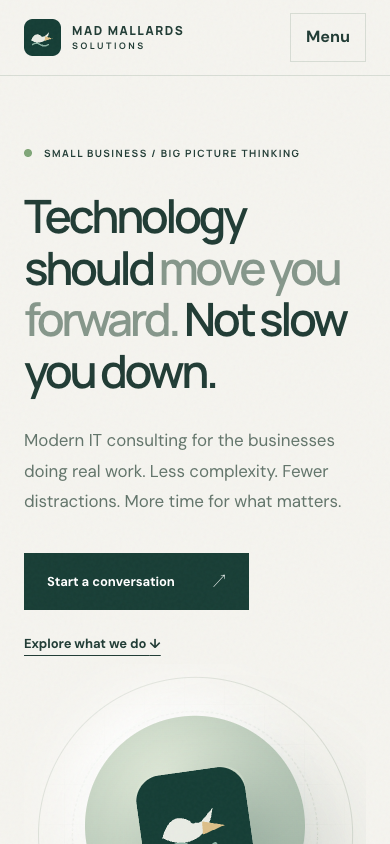 MAD MALLARDS
SOLUTIONS
Menu
SMALL BUSINESS / BIG PICTURE THINKING
Technology
should move you
forward. Not slow
you down.
Modern IT consulting for the businesses
doing real work. Less complexity. Fewer
distractions. More time for what matters.
Start a conversation ↗
Explore what we do ↓